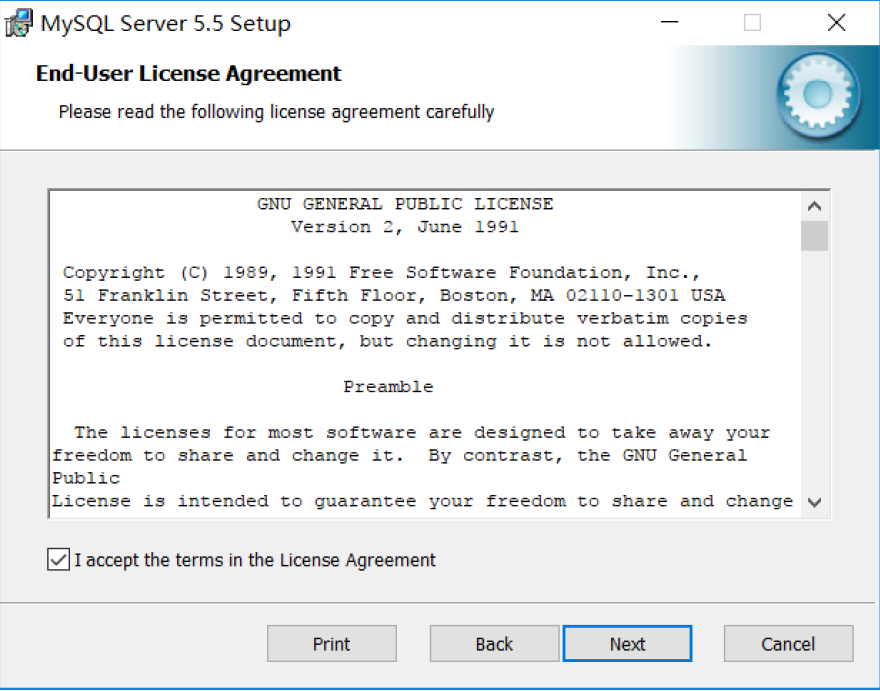 MySQL Server 5.5 Setup
End-User License Agreement
Please read the following license agreement carefully
GNU GENERAL PUBLIC LICENSE
Version 2, June 1991
Copyright (C) 1989, 1991 Free Software Foundation, Inc.,
51 Franklin Street, Fifth Floor, Boston, MA 02110-1301 USA
Everyone is permitted to copy and distribute verbatim copies
of this license document, but changing it is not allowed.
Preamble
The licenses for most software are designed to take away your
freedom to share and change it.  By contrast, the GNU General
Public
License is intended to guarantee your freedom to share and change
I accept the terms in the License Agreement
Print Back Next Cancel